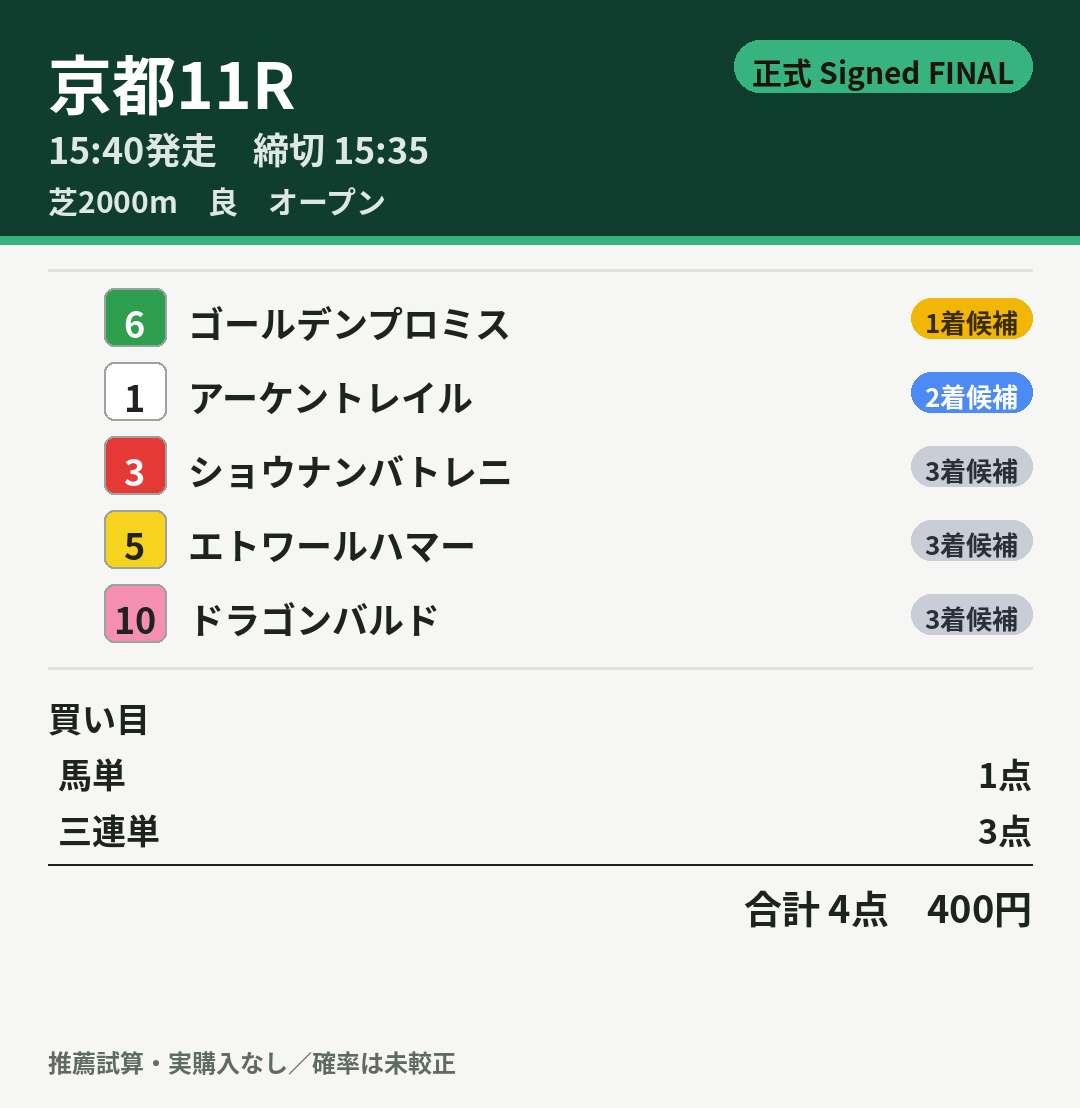 京都11R
正式 Signed FINAL
15:40発走　締切 15:35
芝2000m　良　オープン
6 ゴールデンプロミス 1着候補
1 アーケントレイル 2着候補
3 ショウナンバトレニ 3着候補
5 エトワールハマー 3着候補
10 ドラゴンバルド 3着候補
買い目
馬単 1点
三連単 3点
合計 4点　400円
推薦試算・実購入なし／確率は未較正